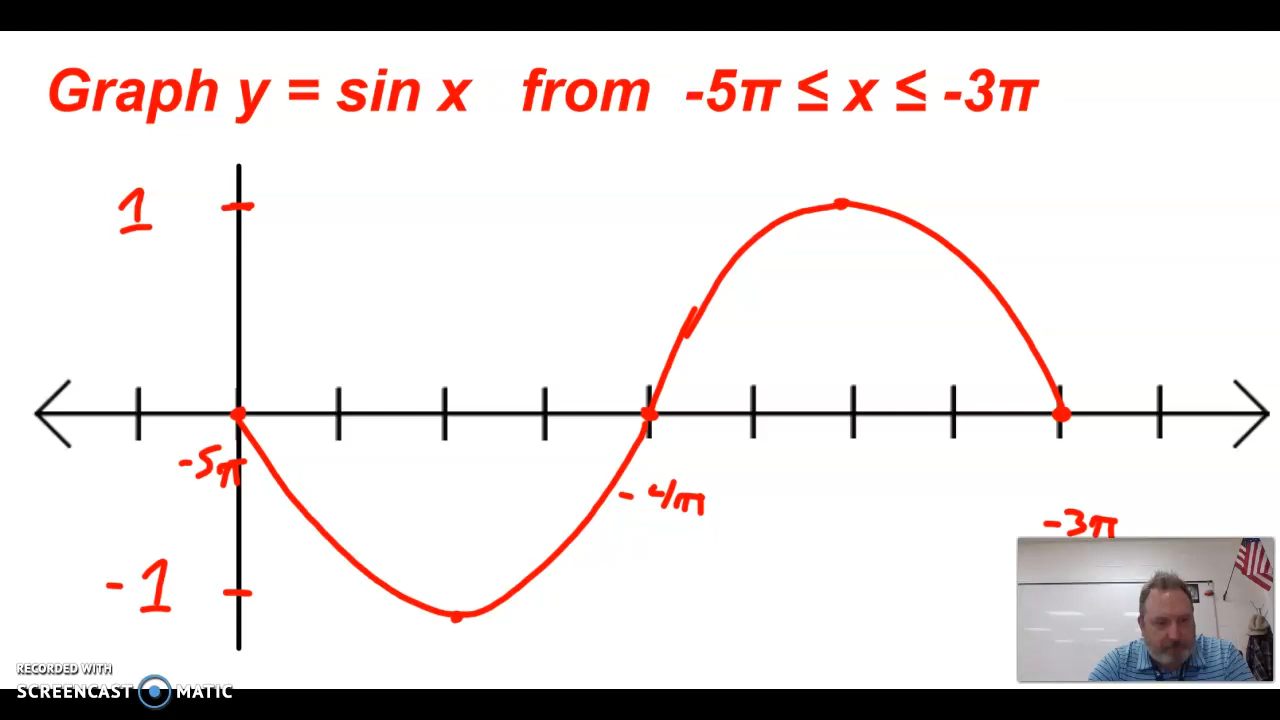 Graph y = sin x from -5π ≤ x ≤ -3π
1
-5π
-4π
-3π
-1
RECORDED WITH
SCREENCAST MATIC